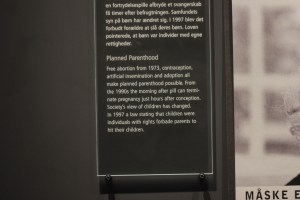 en fortrydelsespille afbryde et svangerskab
få timer efter befrugtningen. Samfundets
syn på børn har ændret sig. I 1997 blev det
forbudt forældre at slå deres børn. Loven
pointerede, at børn var individer med egne
rettigheder.
Planned Parenthood
Free abortion from 1973, contraception,
artificial insemination and adoption all
make planned parenthood possible. From
the 1990s the morning after pill can termi-
nate pregnancy just hours after conception.
Society's view of children has changed.
In 1997 a law stating that children were
individuals with rights forbade parents to
hit their children.
MÅSKE E